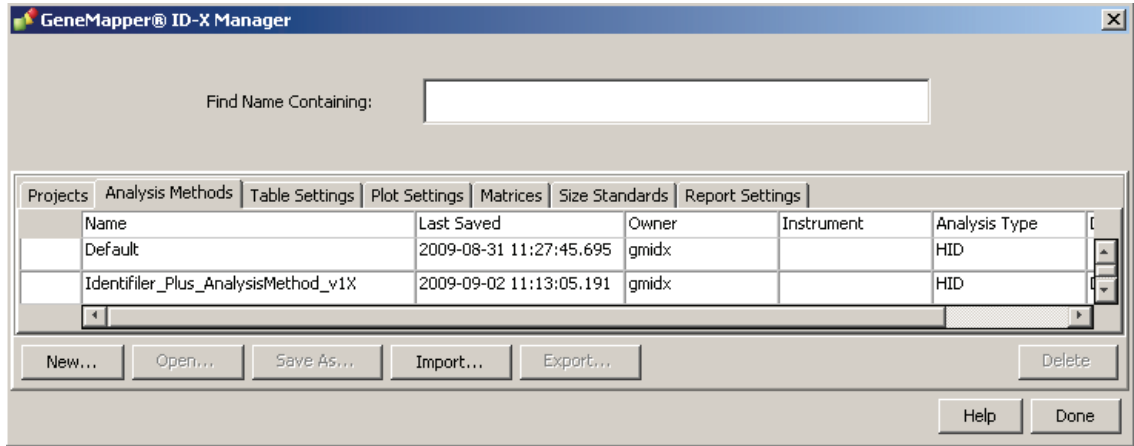 GeneMapper® ID-X Manager
Find Name Containing:
Projects Analysis Methods Table Settings Plot Settings Matrices Size Standards Report Settings
Name Last Saved Owner Instrument Analysis Type
Default 2009-08-31 11:27:45.695 gmidx HID
Identifiler_Plus_AnalysisMethod_v1X 2009-09-02 11:13:05.191 gmidx HID
New... Open... Save As... Import... Export... Delete
Help Done